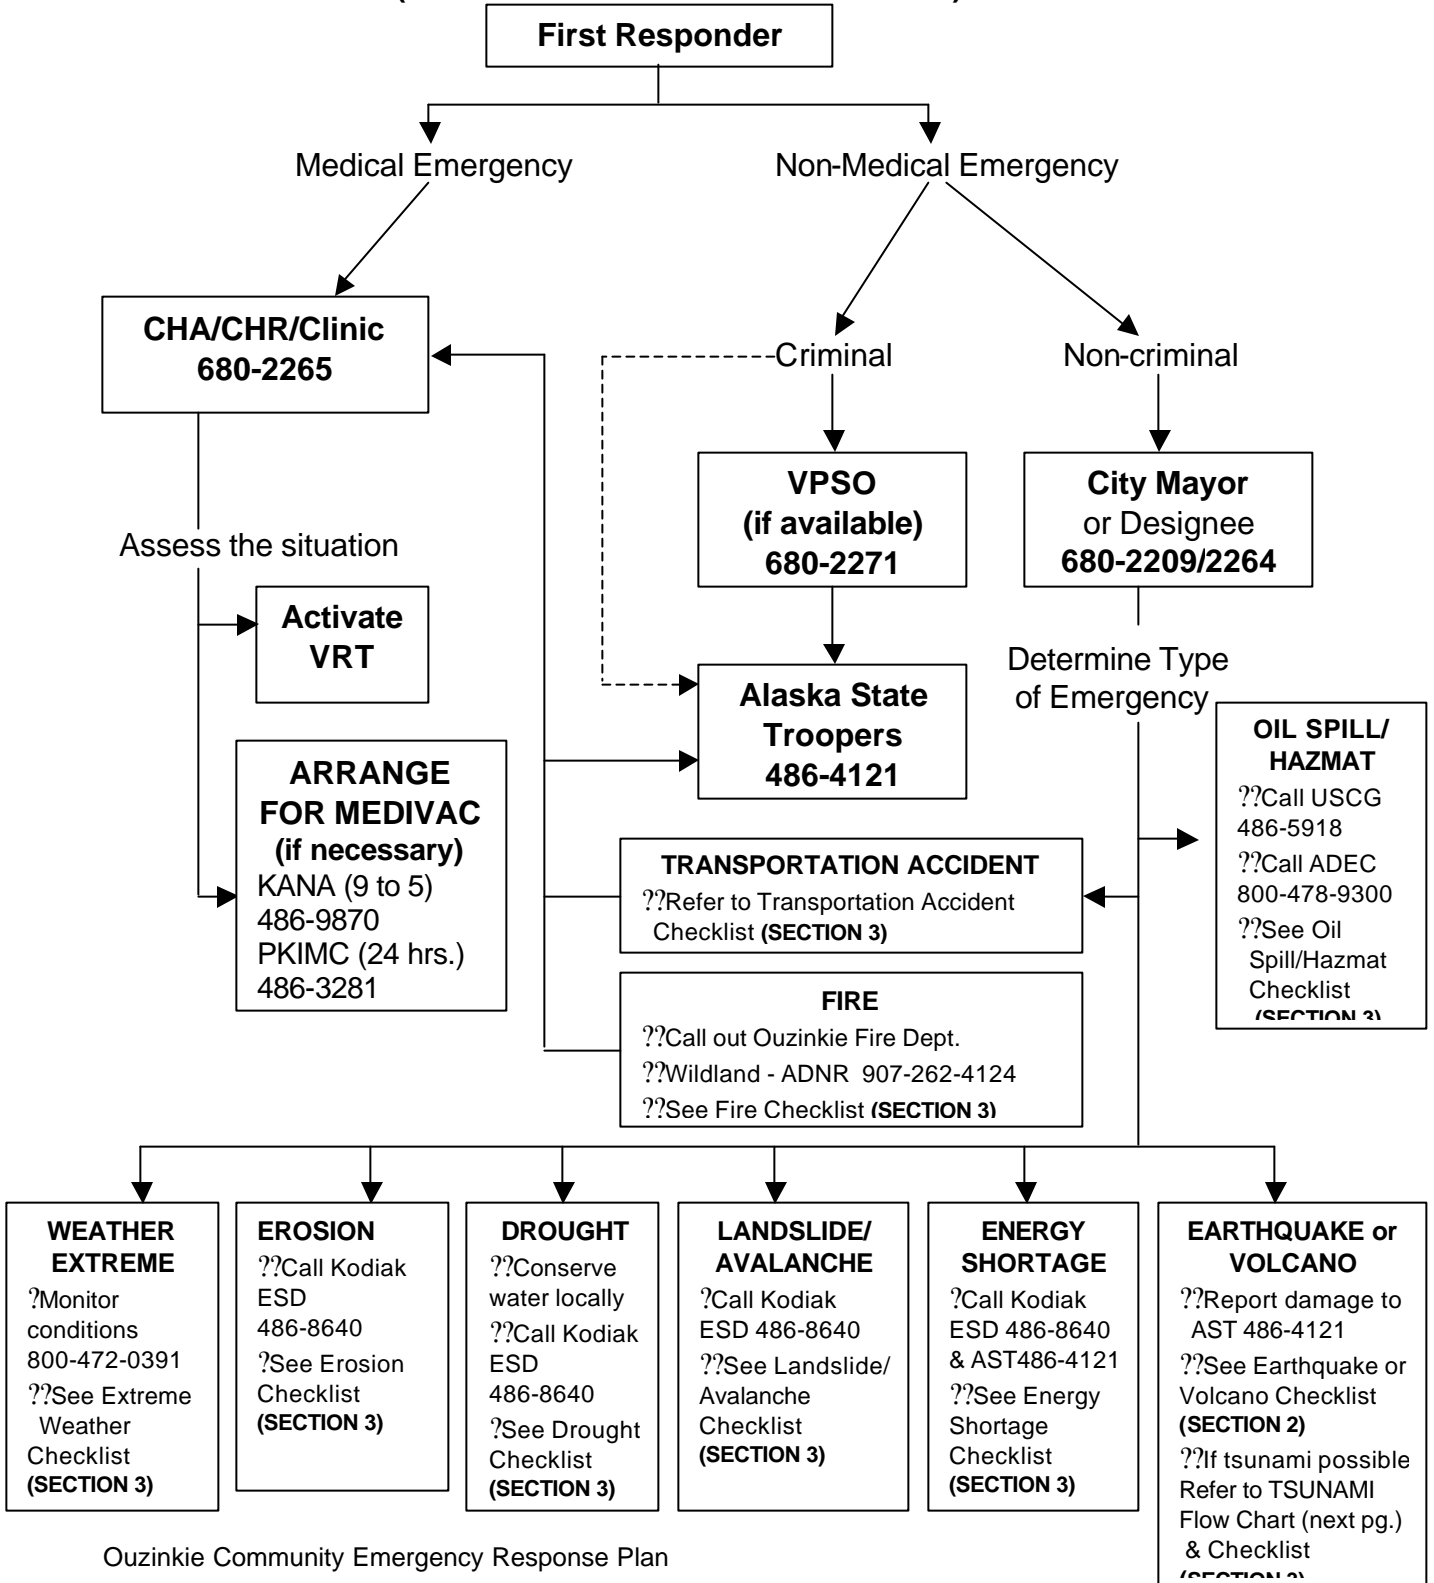 First Responder
Medical Emergency
Non-Medical Emergency
CHA/CHR/Clinic
680-2265
Criminal
Non-criminal
VPSO
(if available)
680-2271
City Mayor
or Designee
680-2209/2264
Assess the situation
Activate
VRT
Determine Type
of Emergency
Alaska State
Troopers
486-4121
ARRANGE
FOR MEDIVAC
(if necessary)
KANA (9 to 5)
486-9870
PKIMC (24 hrs.)
486-3281
OIL SPILL/
HAZMAT
??Call USCG
486-5918
??Call ADEC
800-478-9300
??See Oil
Spill/Hazmat
Checklist
(SECTION 3)
TRANSPORTATION ACCIDENT
??Refer to Transportation Accident
Checklist (SECTION 3)
FIRE
??Call out Ouzinkie Fire Dept.
??Wildland - ADNR 907-262-4124
??See Fire Checklist (SECTION 3)
WEATHER
EXTREME
?Monitor
conditions
800-472-0391
??See Extreme
Weather
Checklist
(SECTION 3)
EROSION
??Call Kodiak
ESD
486-8640
?See Erosion
Checklist
(SECTION 3)
DROUGHT
??Conserve
water locally
??Call Kodiak
ESD
486-8640
?See Drought
Checklist
(SECTION 3)
LANDSLIDE/
AVALANCHE
?Call Kodiak
ESD 486-8640
??See Landslide/
Avalanche
Checklist
(SECTION 3)
ENERGY
SHORTAGE
?Call Kodiak
ESD 486-8640
& AST486-4121
??See Energy
Shortage
Checklist
(SECTION 3)
EARTHQUAKE or
VOLCANO
??Report damage to
AST 486-4121
??See Earthquake or
Volcano Checklist
(SECTION 2)
??If tsunami possible
Refer to TSUNAMI
Flow Chart (next pg.)
& Checklist
Ouzinkie Community Emergency Response Plan